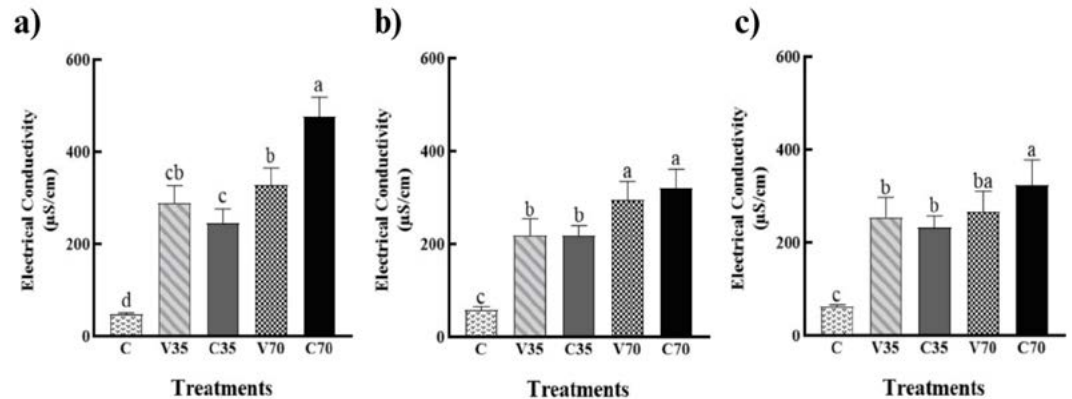 a)
Electrical Conductivity
(μS/cm)
600
400
200
0
d
cb
c
b
a
C V35 C35 V70 C70
Treatments
b)
Electrical Conductivity
(μS/cm)
600
400
200
0
c
b
b
a
a
C V35 C35 V70 C70
Treatments
c)
Electrical Conductivity
(μS/cm)
600
400
200
0
c
b
b
ba
a
C V35 C35 V70 C70
Treatments